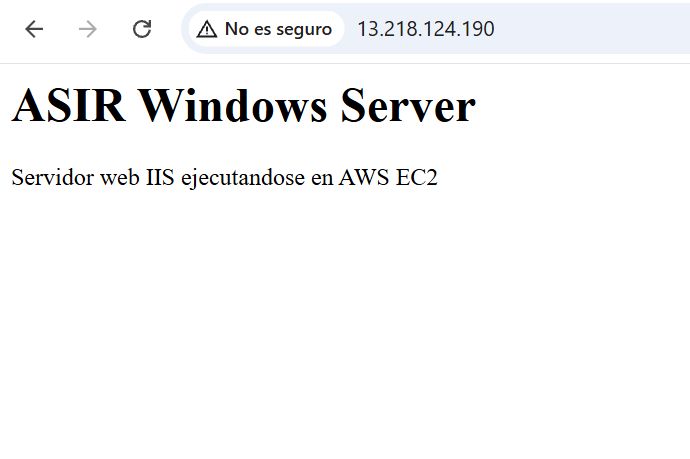 No es seguro 13.218.124.190
ASIR Windows Server
Servidor web IIS ejecutandose en AWS EC2